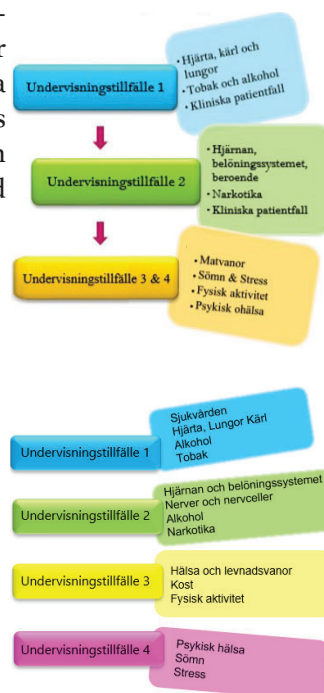 -
r
a
s
n
d
Undervisningstillfälle 1
• Hjärta, kärl och
lungor
• Tobak och alkohol
• Kliniska patientfall
Undervisningstillfälle 2
• Hjärnan,
belöningssystemet,
beroende
• Narkotika
• Kliniska patientfall
Undervisningstillfälle 3 & 4
• Matvanor
• Sömn & Stress
• Fysisk aktivitet
• Psykisk ohälsa
Undervisningstillfälle 1
Sjukvården
Hjärta, Lungor Kärl
Alkohol
Tobak
Undervisningstillfälle 2
Hjärnan och belöningssystemet
Nerver och nervceller
Alkohol
Narkotika
Undervisningstillfälle 3
Hälsa och levnadsvanor
Kost
Fysisk aktivitet
Undervisningstillfälle 4
Psykisk hälsa
Sömn
Stress